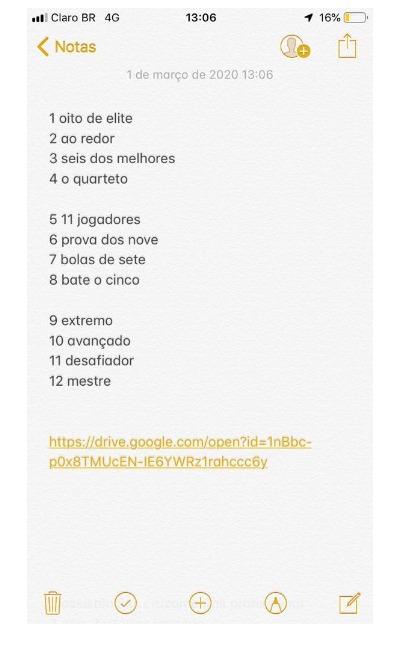 Claro BR 4G 13:06 16%
Notas
1 de março de 2020 13:06
1 oito de elite
2 ao redor
3 seis dos melhores
4 o quarteto
5 11 jogadores
6 prova dos nove
7 bolas de sete
8 bate o cinco
9 extremo
10 avançado
11 desafiador
12 mestre
https://drive.google.com/open?id=1nBbc-
p0x8TMUcEN-IE6YWRz1rahccc6y